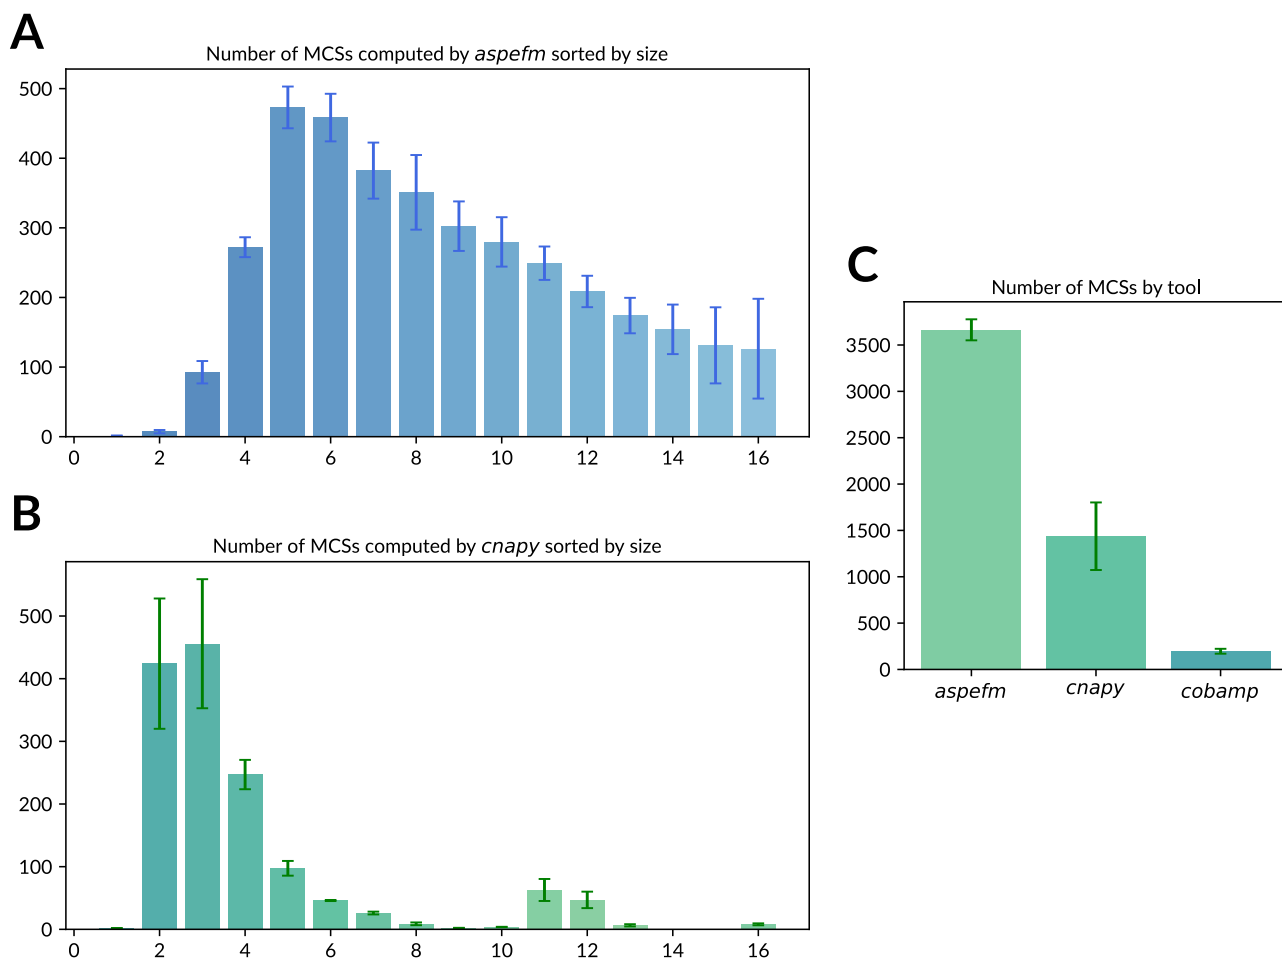 A
Number of MCSs computed by aspefm sorted by size
500
400
300
200
100
0
0 2 4 6 8 10 12 14 16
B
Number of MCSs computed by cnapy sorted by size
500
400
300
200
100
0
0 2 4 6 8 10 12 14 16
C
Number of MCSs by tool
3500
3000
2500
2000
1500
1000
500
0
aspefm cnapy cobamp